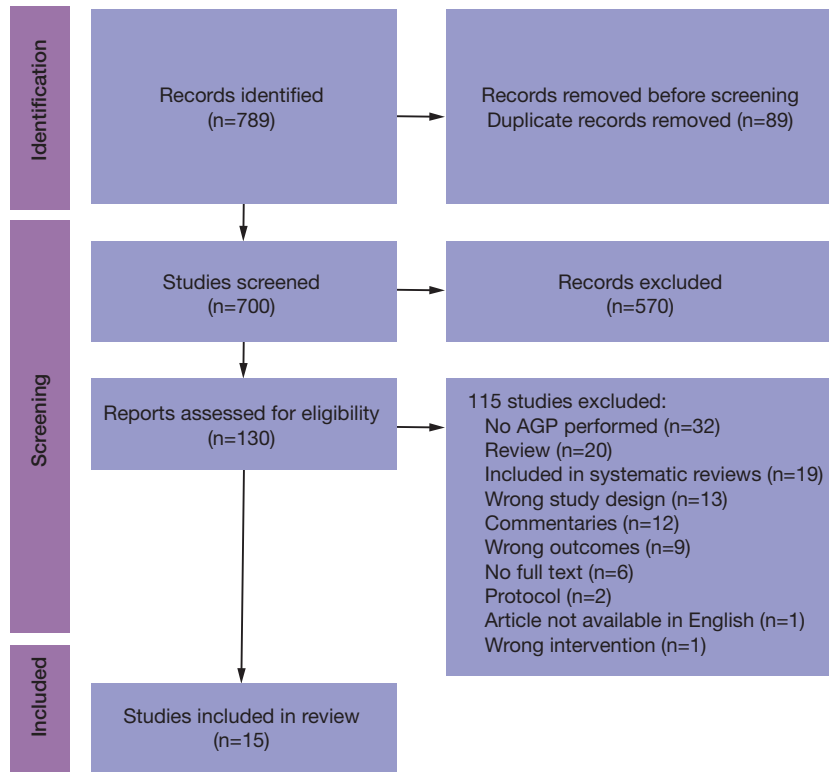 Identification
Records identified
(n=789)
Records removed before screening
Duplicate records removed (n=89)
Screening
Studies screened
(n=700)
Records excluded
(n=570)
Reports assessed for eligibility
(n=130)
115 studies excluded:
No AGP performed (n=32)
Review (n=20)
Included in systematic reviews (n=19)
Wrong study design (n=13)
Commentaries (n=12)
Wrong outcomes (n=9)
No full text (n=6)
Protocol (n=2)
Article not available in English (n=1)
Wrong intervention (n=1)
Included
Studies included in review
(n=15)